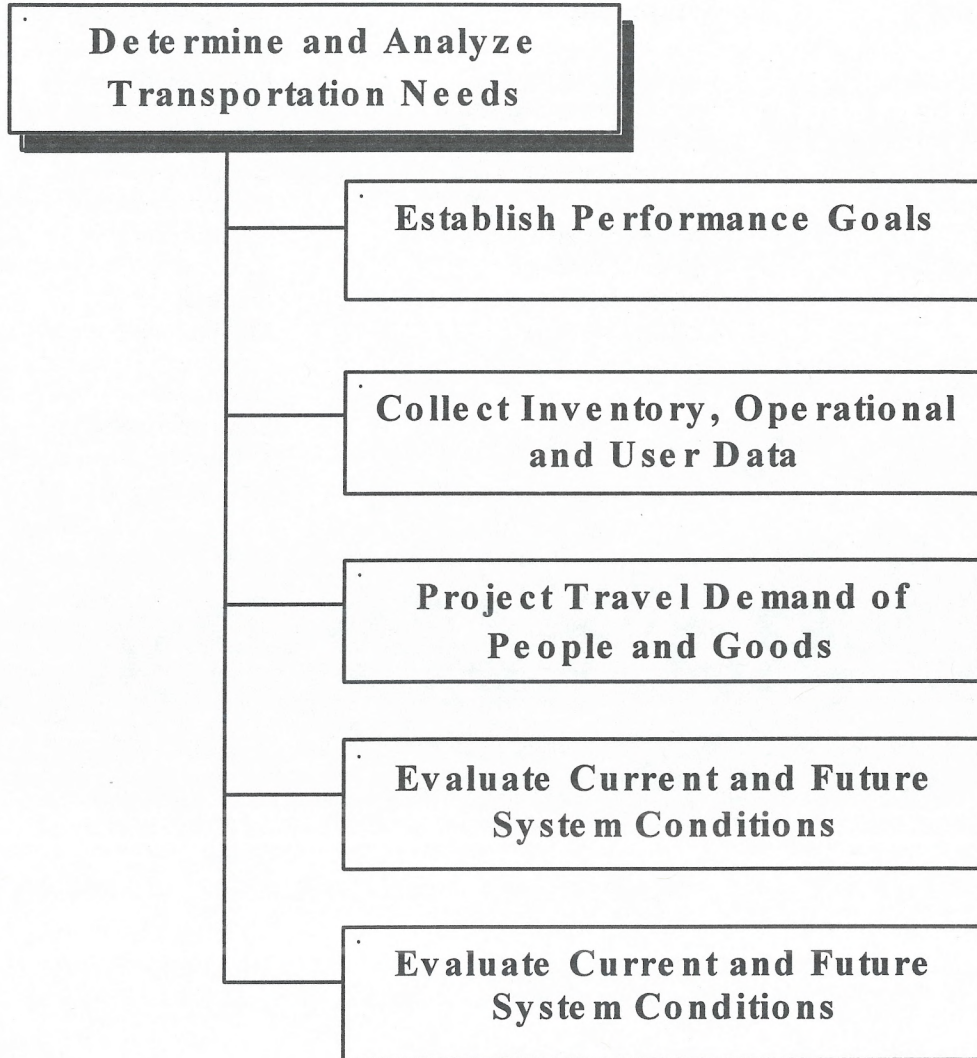 Determine and Analyze
Transportation Needs
Establish Performance Goals
Collect Inventory, Operational
and User Data
Project Travel Demand of
People and Goods
Evaluate Current and Future
System Conditions
Evaluate Current and Future
System Conditions